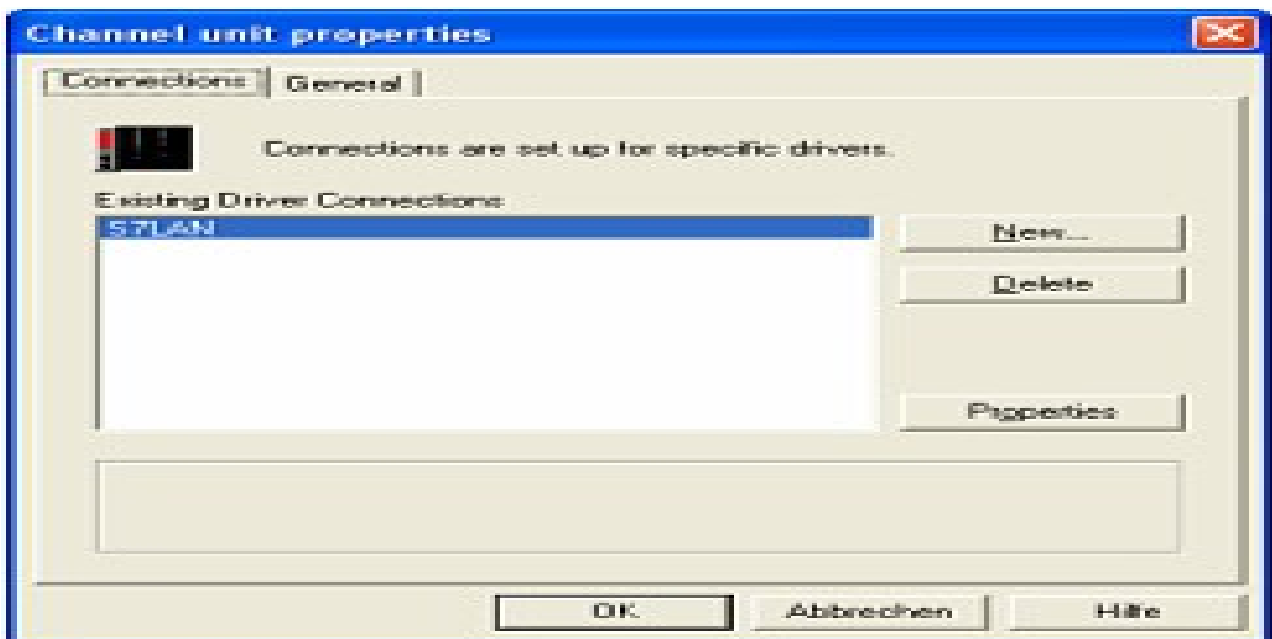 Channel unit properties
Connections General
Connections are set up for specific drivers.
Existing Driver Connections
S7LAN
New...
Delete
Properties
OK Abbrechen Hilfe